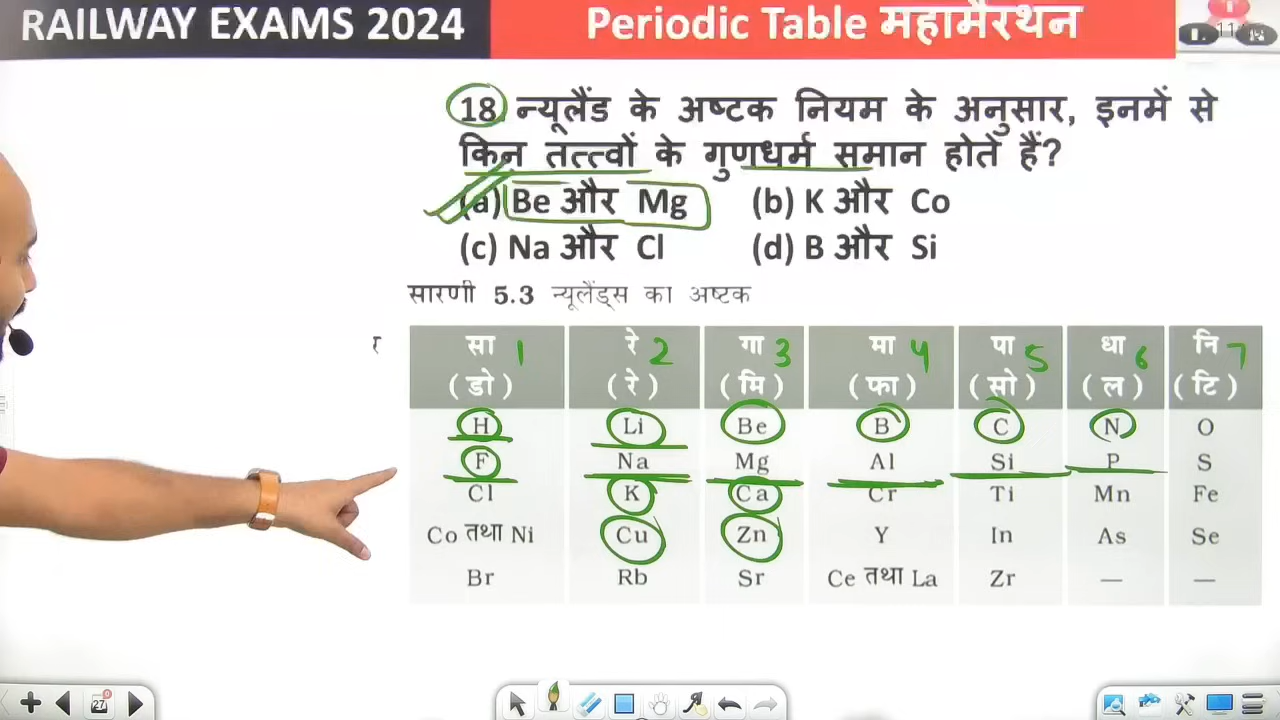 RAILWAY EXAMS 2024
Periodic Table महामैरथन
18. न्यूलैंड के अष्टक नियम के अनुसार, इनमें से
किन तत्त्वों के गुणधर्म समान होते हैं?
(a) Be और Mg (b) K और Co
(c) Na और Cl (d) B और Si
सारणी 5.3 न्यूलैंड्स का अष्टक
र
सा 1 रे 2 गा 3 मा 4 पा 5 धा 6 नि 7
(डो) (रे) (मि) (फा) (सो) (ल) (टि)
H Li Be B C N O
F Na Mg Al Si P S
Cl K Ca Cr Ti Mn Fe
Co तथा Ni Cu Zn Y In As Se
Br Rb Sr Ce तथा La Zr — —
27